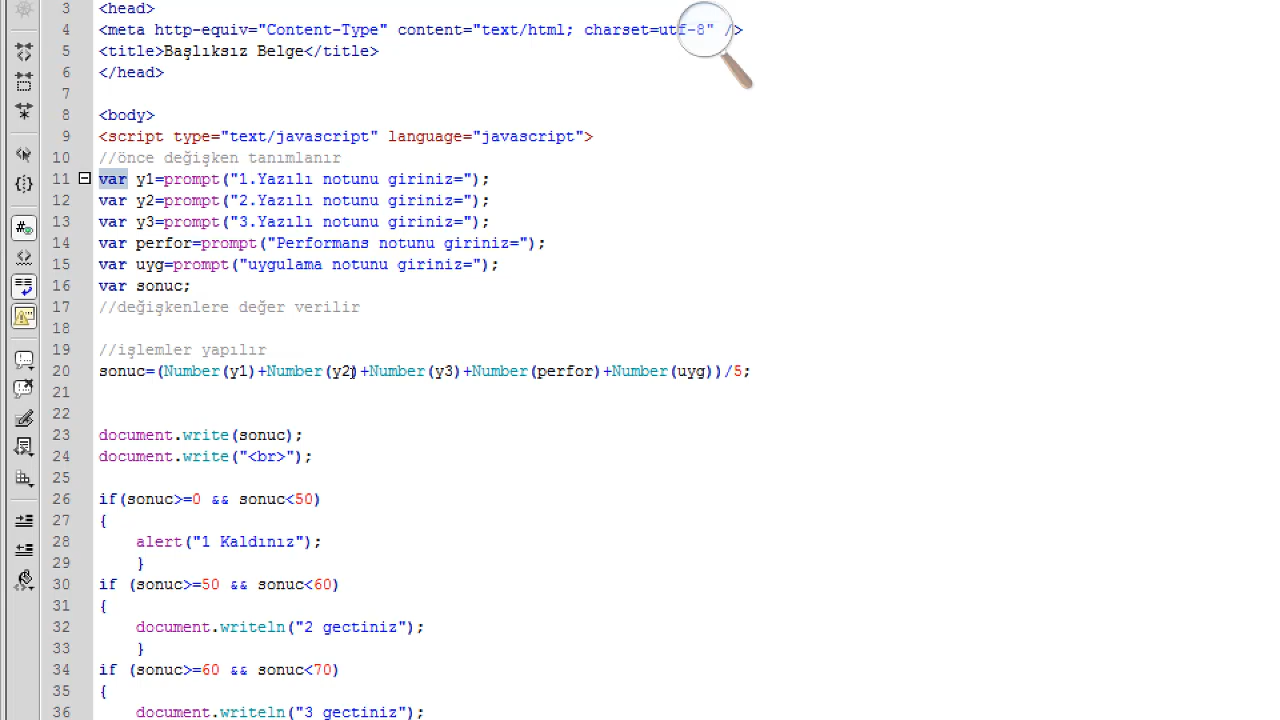 3 <head>
4 <meta http-equiv="Content-Type" content="text/html; charset=utf-8" />
5 <title>Başlıksız Belge</title>
6 </head>
7
8 <body>
9 <script type="text/javascript" language="javascript">
10 //önce değişken tanımlanır
11 var y1=prompt("1.Yazılı notunu giriniz=");
12 var y2=prompt("2.Yazılı notunu giriniz=");
13 var y3=prompt("3.Yazılı notunu giriniz=");
14 var perfor=prompt("Performans notunu giriniz=");
15 var uyg=prompt("uygulama notunu giriniz=");
16 var sonuc;
17 //değişkenlere değer verilir
18
19 //işlemler yapılır
20 sonuc=(Number(y1)+Number(y2)+Number(y3)+Number(perfor)+Number(uyg))/5;
21
22
23 document.write(sonuc);
24 document.write("<br>");
25
26 if(sonuc>=0 && sonuc<50)
27 {
28 alert("1 Kaldınız");
29 }
30 if (sonuc>=50 && sonuc<60)
31 {
32 document.writeln("2 gectiniz");
33 }
34 if (sonuc>=60 && sonuc<70)
35 {
36 document.writeln("3 gectiniz");